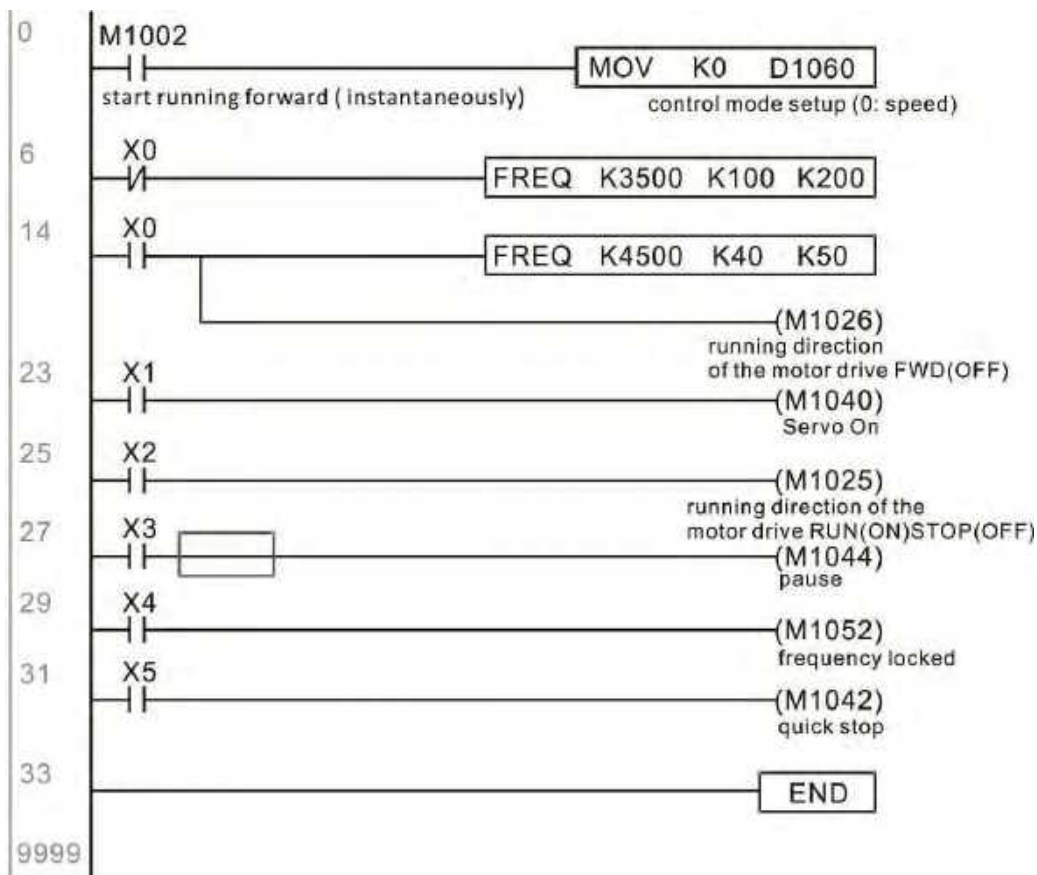 0
M1002
MOV K0 D1060
start running forward ( instantaneously)
control mode setup (0: speed)
6
X0
FREQ K3500 K100 K200
14
X0
FREQ K4500 K40 K50
(M1026)
running direction
of the motor drive FWD(OFF)
23
X1
(M1040)
Servo On
25
X2
(M1025)
running direction of the
motor drive RUN(ON)STOP(OFF)
27
X3
(M1044)
pause
29
X4
(M1052)
frequency locked
31
X5
(M1042)
quick stop
33
END
9999